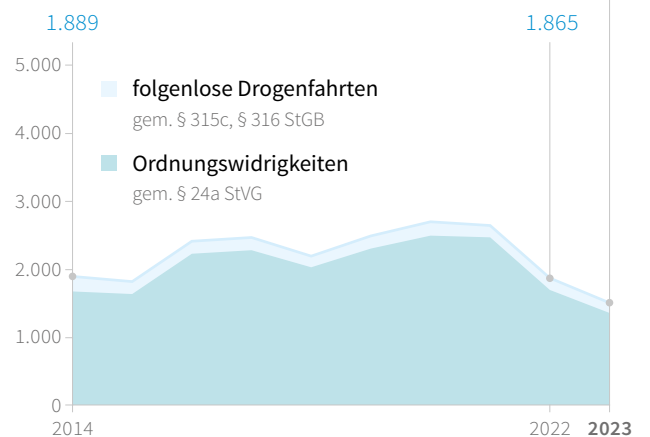 1.889
1.865
5.000
folgenlose Drogenfahrten
gem. § 315c, § 316 StGB
4.000
Ordnungswidrigkeiten
gem. § 24a StVG
3.000
2.000
1.000
0
2014
2022
2023